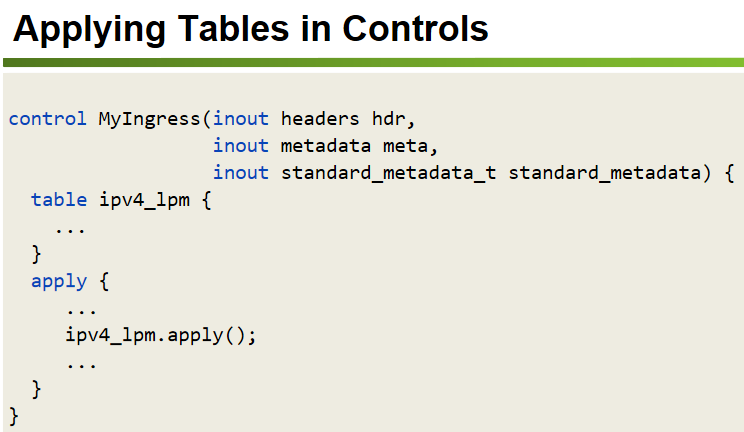 Applying Tables in Controls
control MyIngress(inout headers hdr,
inout metadata meta,
inout standard_metadata_t standard_metadata) {
table ipv4_lpm {
...
}
apply {
...
ipv4_lpm.apply();
...
}
}